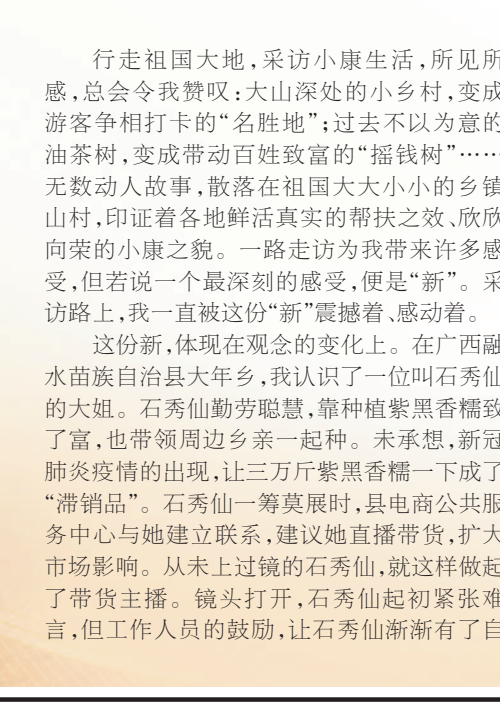 行走祖国大地,采访小康生活,所见所
感,总会令我赞叹:大山深处的小乡村,变成
游客争相打卡的“名胜地”;过去不以为意的
油茶树,变成带动百姓致富的“摇钱树”……
无数动人故事,散落在祖国大大小小的乡镇
山村,印证着各地鲜活真实的帮扶之效、欣欣
向荣的小康之貌。一路走访为我带来许多感
受,但若说一个最深刻的感受,便是“新”。采
访路上,我一直被这份“新”震撼着、感动着。
这份新,体现在观念的变化上。在广西融
水苗族自治县大年乡,我认识了一位叫石秀仙
的大姐。石秀仙勤劳聪慧,靠种植紫黑香糯致
了富,也带领周边乡亲一起种。未承想,新冠
肺炎疫情的出现,让三万斤紫黑香糯一下成了
“滞销品”。石秀仙一筹莫展时,县电商公共服
务中心与她建立联系,建议她直播带货,扩大
市场影响。从未上过镜的石秀仙,就这样做起
了带货主播。镜头打开,石秀仙起初紧张难
言,但工作人员的鼓励,让石秀仙渐渐有了自